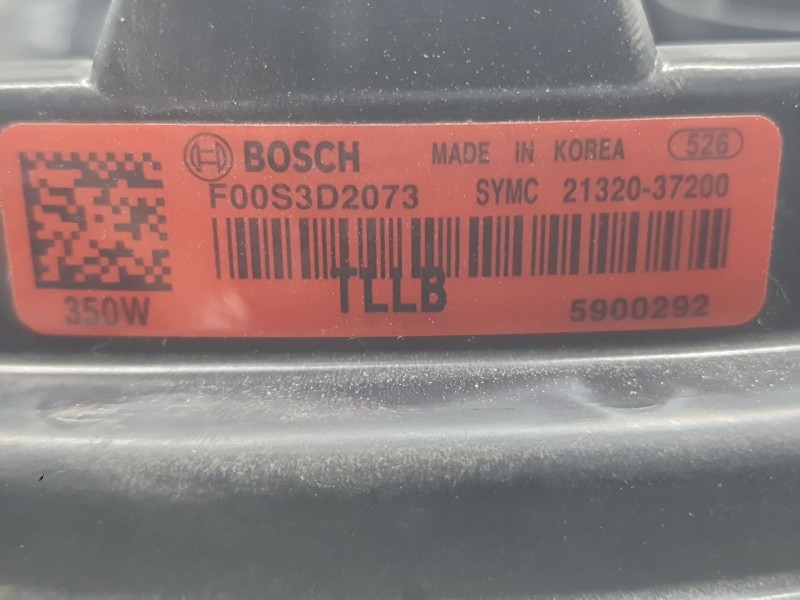 BOSCH MADE IN KOREA 526
F00S3D2073 SYMC 21320-37200
TLLB
350W 5900292